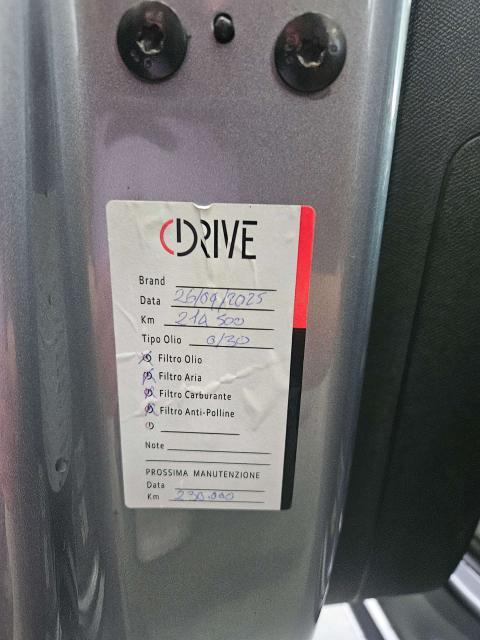 DRIVE
Brand
Data 26/09/2025
Km 214 500
Tipo Olio 0/30
Filtro Olio
Filtro Aria
Filtro Carburante
Filtro Anti-Polline
Note
PROSSIMA MANUTENZIONE
Data
Km 230.000